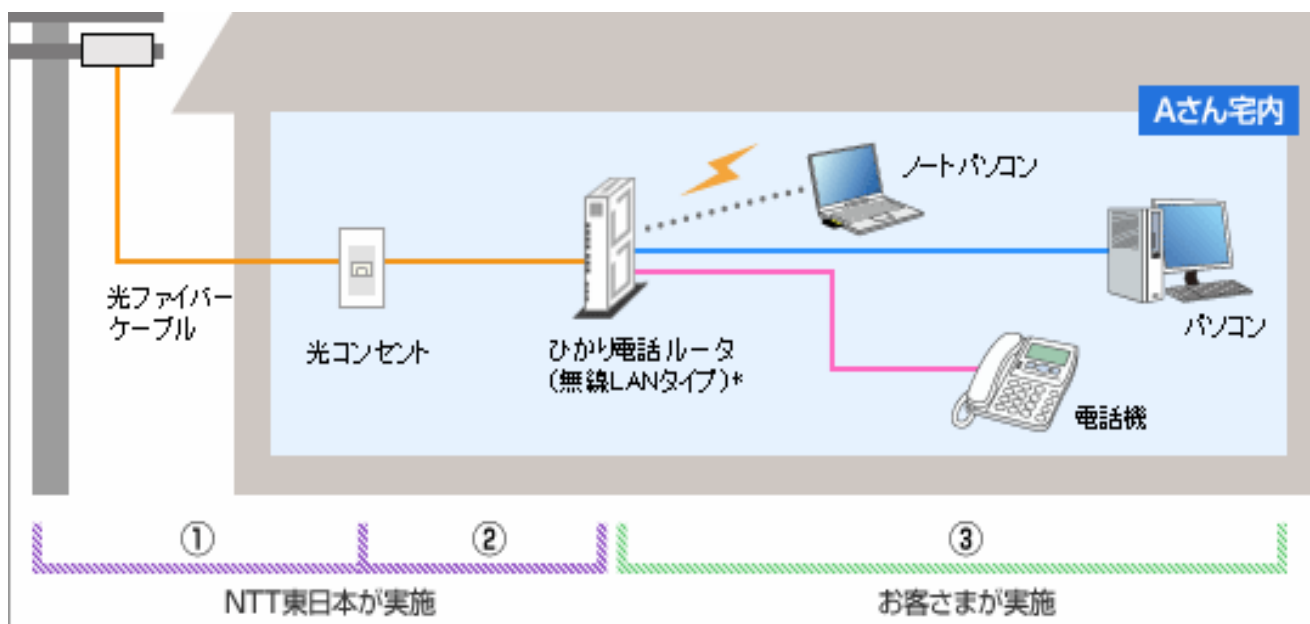 Aさん宅内
ノートパソコン
光ファイバー
ケーブル
光コンセント
ひかり電話ルータ
(無線LANタイプ)*
パソコン
電話機
①
②
③
NTT東日本が実施
お客さまが実施